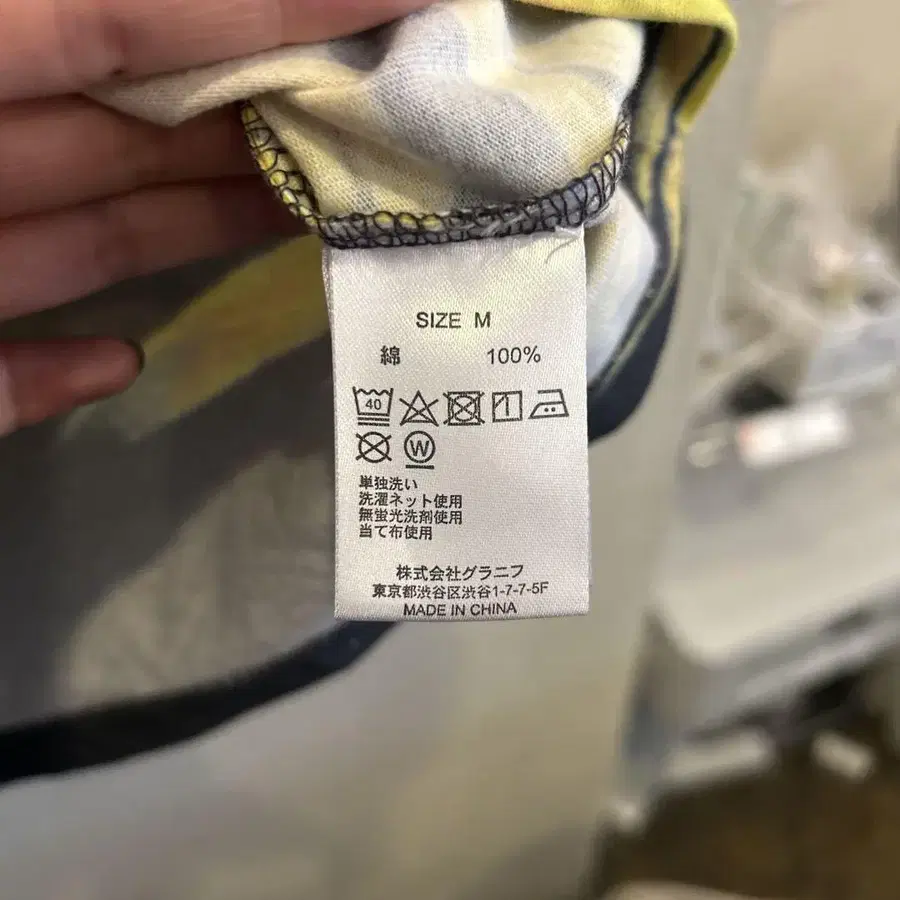 SIZE M
綿 100%
40
W
単独洗い
洗濯ネット使用
無蛍光洗剤使用
当て布使用
株式会社グラニフ
東京都渋谷区渋谷1-7-7-5F
MADE IN CHINA